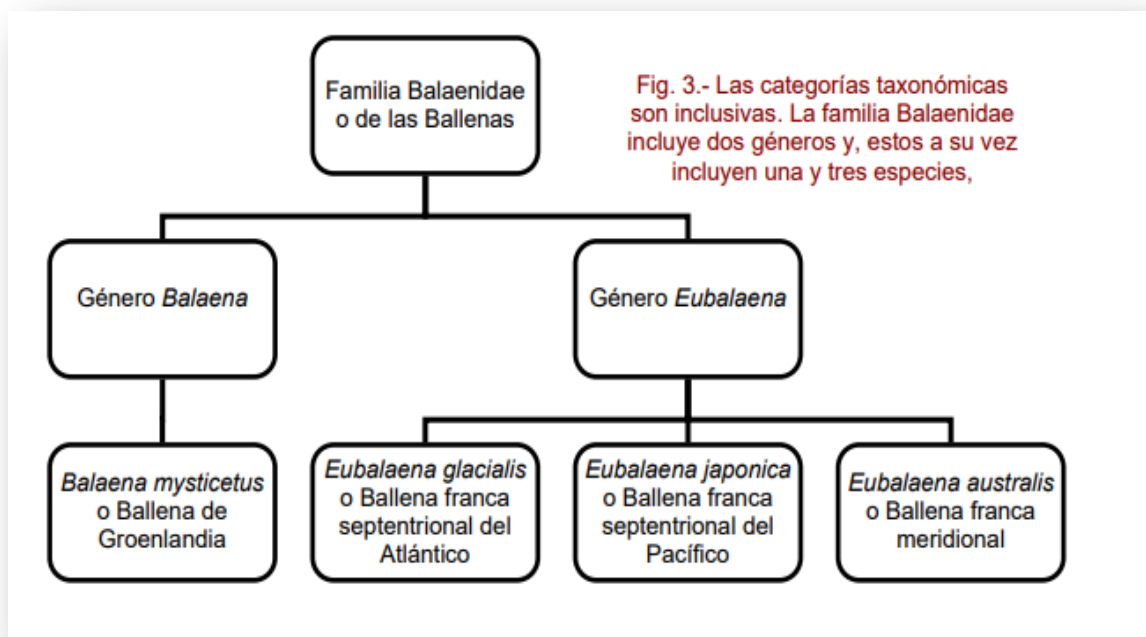 Familia Balaenidae
o de las Ballenas
Fig. 3.- Las categorías taxonómicas
son inclusivas. La familia Balaenidae
incluye dos géneros y, estos a su vez
incluyen una y tres especies,
Género Balaena
Género Eubalaena
Balaena mysticetus
o Ballena de
Groenlandia
Eubalaena glacialis
o Ballena franca
septentrional del
Atlántico
Eubalaena japonica
o Ballena franca
septentrional del
Pacífico
Eubalaena australis
o Ballena franca
meridional